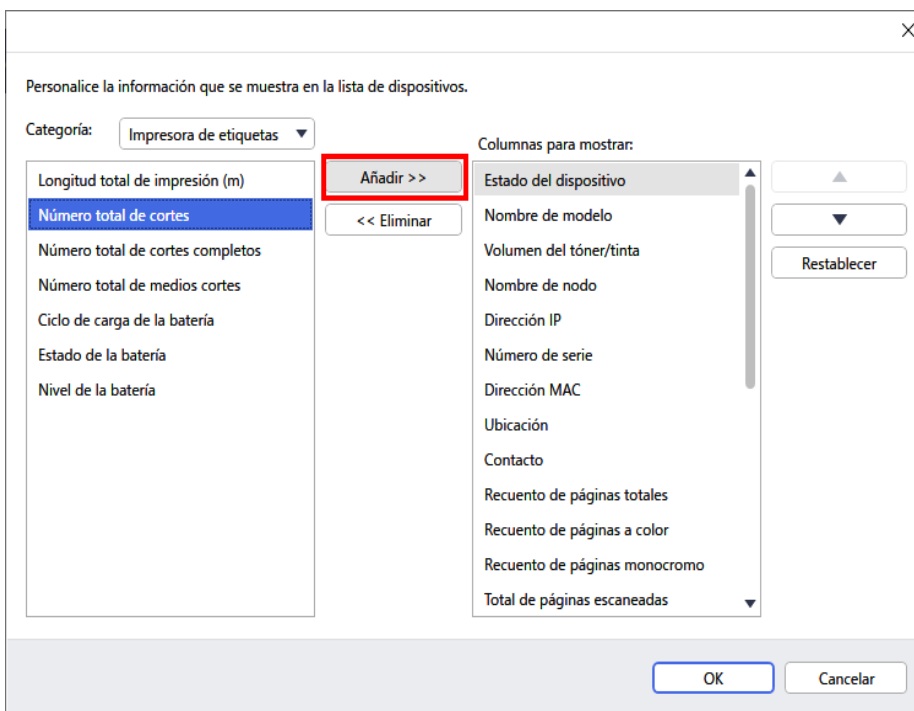 Personalice la información que se muestra en la lista de dispositivos.
Categoría:
Impresora de etiquetas
Longitud total de impresión (m)
Número total de cortes
Número total de cortes completos
Número total de medios cortes
Ciclo de carga de la batería
Estado de la batería
Nivel de la batería
Añadir >>
<< Eliminar
Columnas para mostrar:
Estado del dispositivo
Nombre de modelo
Volumen del tóner/tinta
Nombre de nodo
Dirección IP
Número de serie
Dirección MAC
Ubicación
Contacto
Recuento de páginas totales
Recuento de páginas a color
Recuento de páginas monocromo
Total de páginas escaneadas
Restablecer
OK
Cancelar